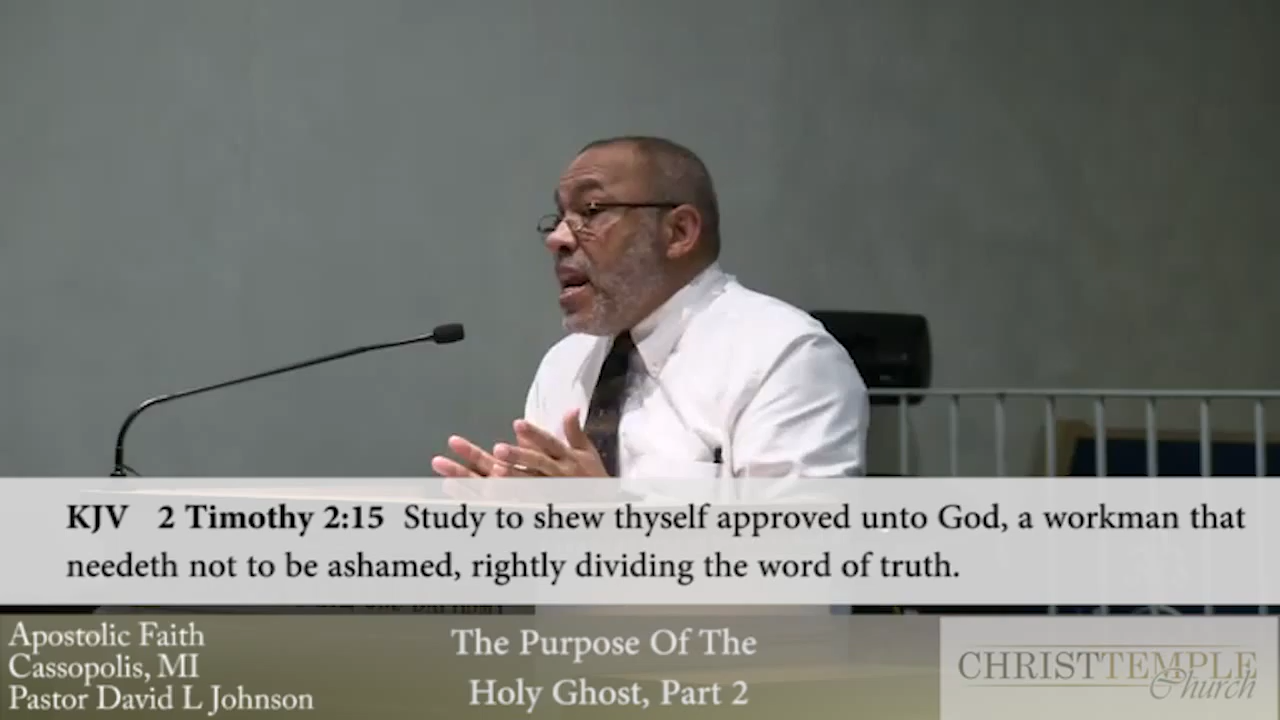 KJV 2 Timothy 2:15 Study to shew thyself approved unto God, a workman that
needeth not to be ashamed, rightly dividing the word of truth.
Apostolic Faith
Cassopolis, MI
Pastor David L Johnson
The Purpose Of The
Holy Ghost, Part 2
CHRISTTEMPLE
Church